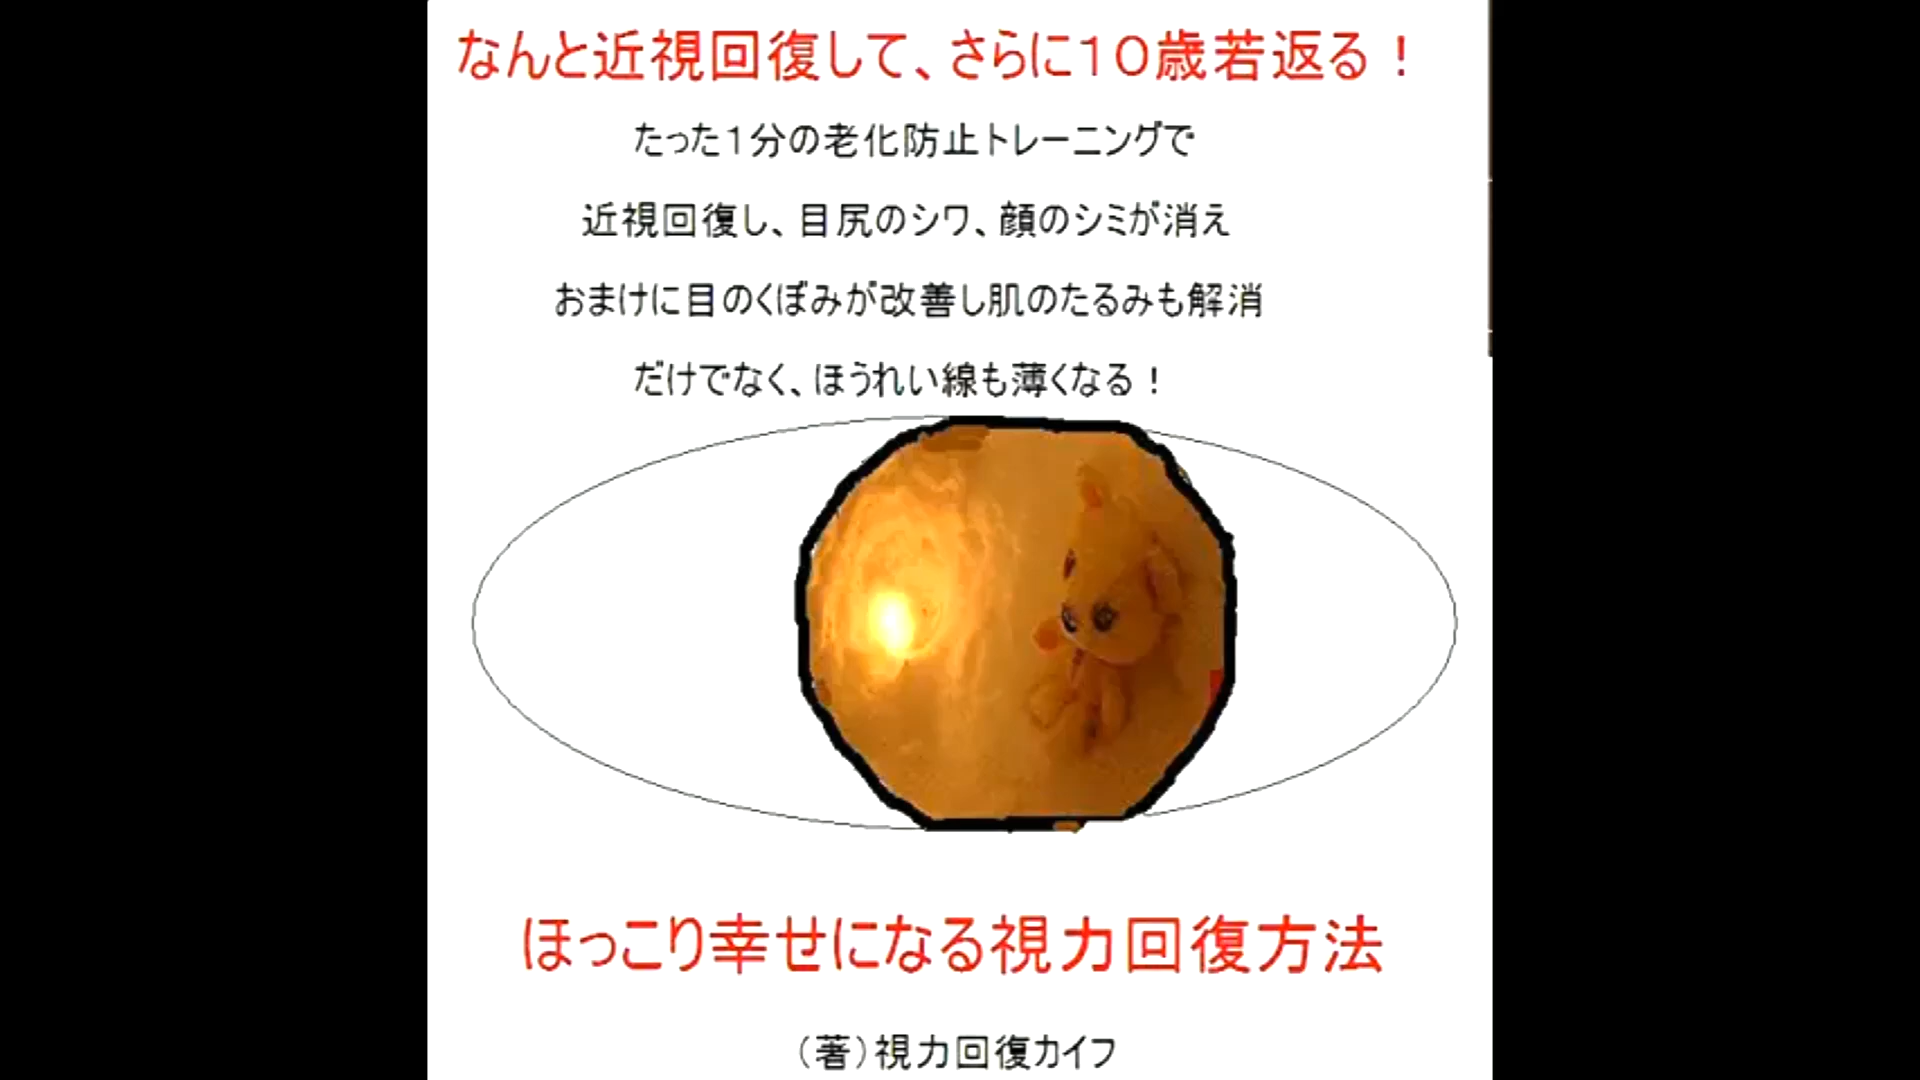 なんと近視回復して、さらに１０歳若返る！
たった１分の老化防止トレーニングで
近視回復し、目尻のシワ、顔のシミが消え
おまけに目のくぼみが改善し肌のたるみも解消
だけでなく、ほうれい線も薄くなる！
ほっこり幸せになる視力回復方法
（著）視力回復カイフ